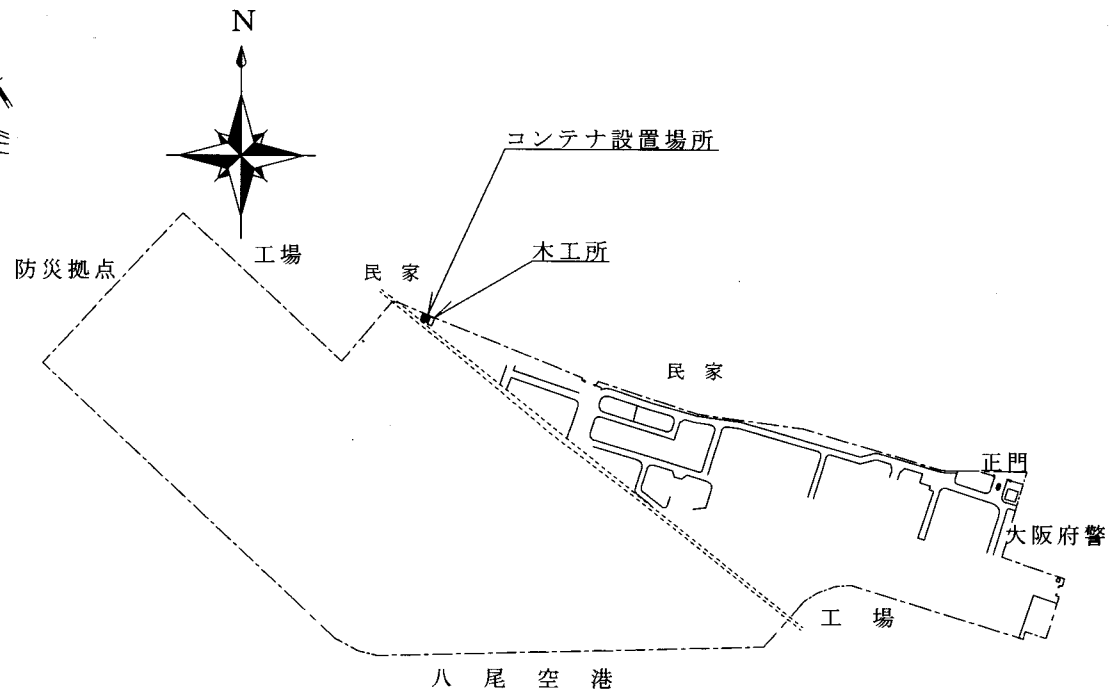 N
コンテナ設置場所
木工所
工場
防災拠点
民家
民家
正門
大阪府警
工場
八尾空港